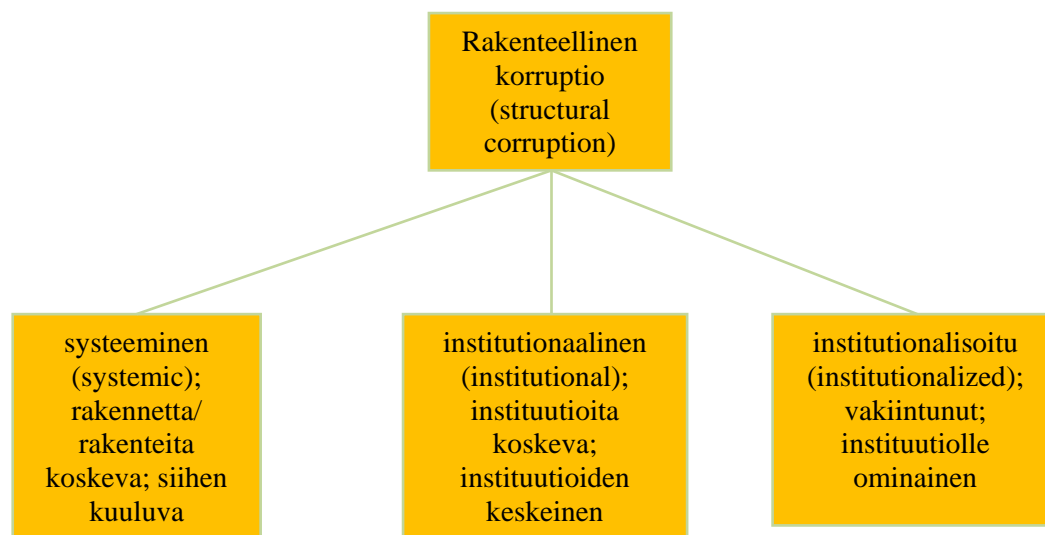 Rakenteellinen
korruptio
(structural
corruption)
systeeminen
(systemic);
rakennetta/
rakenteita
koskeva; siihen
kuuluva
institutionaalinen
(institutional);
instituutioita
koskeva;
instituutioiden
keskeinen
institutionalisoitu
(institutionalized);
vakiintunut;
instituutiolle
ominainen